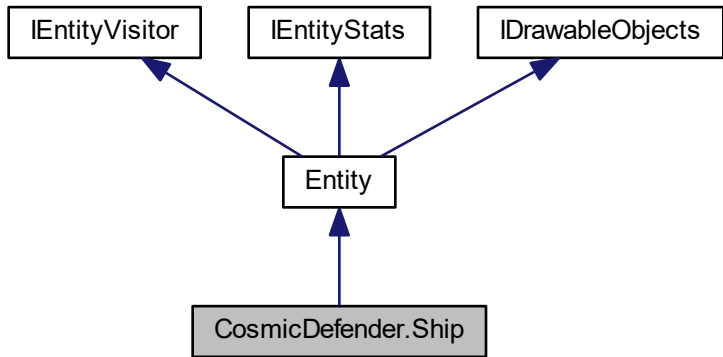 IEntityVisitor IEntityStats IDrawableObjects
Entity
CosmicDefender.Ship